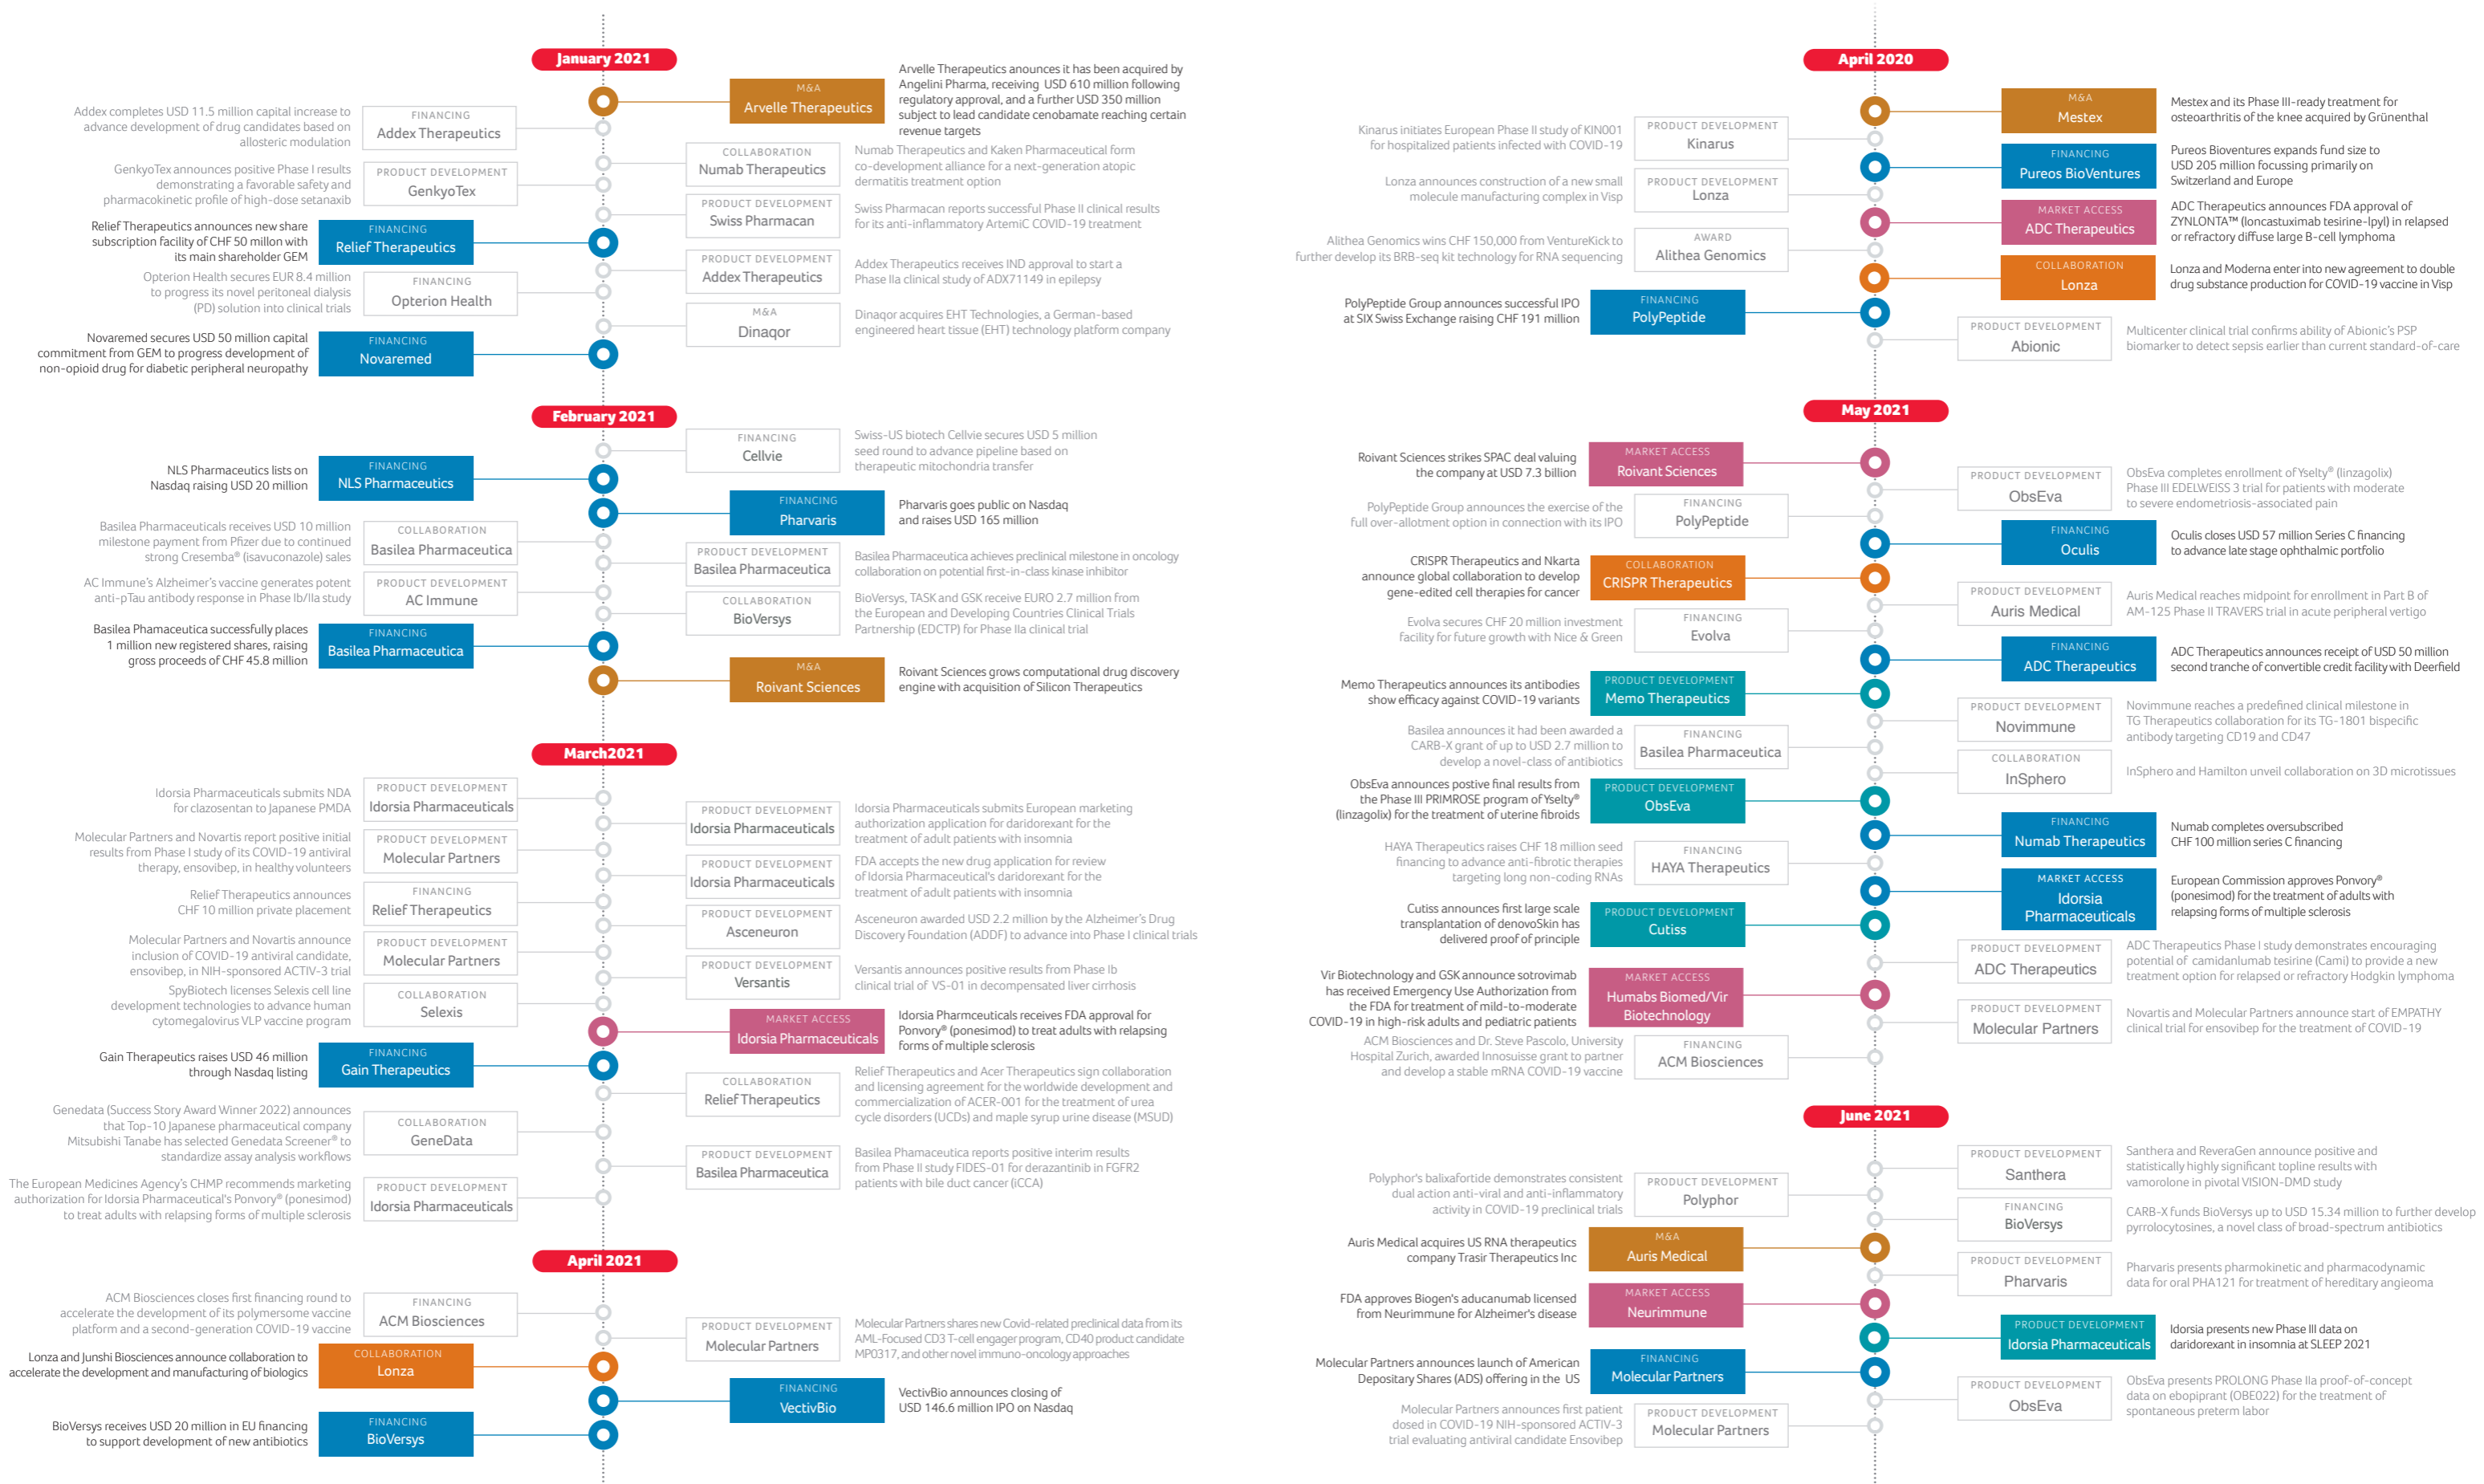 January 2021
M&A
Arvelle Therapeutics
Arvelle Therapeutics anounces it has been acquired by
Angelini Pharma, receiving USD 610 million following
regulatory approval, and a further USD 350 million
subject to lead candidate cenobamate reaching certain
revenue targets
Addex completes USD 11.5 million capital increase to
advance development of drug candidates based on
allosteric modulation
FINANCING
Addex Therapeutics
COLLABORATION
Numab Therapeutics
Numab Therapeutics and Kaken Pharmaceutical form
co-development alliance for a next-generation atopic
dermatitis treatment option
GenkyoTex announces positive Phase I results
demonstrating a favorable safety and
pharmacokinetic profile of high-dose setanaxib
PRODUCT DEVELOPMENT
GenkyoTex
PRODUCT DEVELOPMENT
Swiss Pharmacan
Swiss Pharmacan reports successful Phase II clinical results
for its anti-inflammatory ArtemiC COVID-19 treatment
Relief Therapeutics announces new share
subscription facility of CHF 50 millon with
its main shareholder GEM
FINANCING
Relief Therapeutics
PRODUCT DEVELOPMENT
Addex Therapeutics
Addex Therapeutics receives IND approval to start a
Phase IIa clinical study of ADX71149 in epilepsy
Opterion Health secures EUR 8.4 million
to progress its novel peritoneal dialysis
(PD) solution into clinical trials
FINANCING
Opterion Health
M&A
Dinaqor
Dinaqor acquires EHT Technologies, a German-based
engineered heart tissue (EHT) technology platform company
Novaremed secures USD 50 million capital
commitment from GEM to progress development of
non-opioid drug for diabetic peripheral neuropathy
FINANCING
Novaremed
February 2021
FINANCING
Cellvie
Swiss-US biotech Cellvie secures USD 5 million
seed round to advance pipeline based on
therapeutic mitochondria transfer
NLS Pharmaceutics lists on
Nasdaq raising USD 20 million
FINANCING
NLS Pharmaceutics
FINANCING
Pharvaris
Pharvaris goes public on Nasdaq
and raises USD 165 million
Basilea Pharmaceuticals receives USD 10 million
milestone payment from Pfizer due to continued
strong Cresemba® (isavuconazole) sales
COLLABORATION
Basilea Pharmaceutica
PRODUCT DEVELOPMENT
Basilea Pharmaceutica
Basilea Pharmaceutica achieves preclinical milestone in oncology
collaboration on potential first-in-class kinase inhibitor
AC Immune's Alzheimer's vaccine generates potent
anti-pTau antibody response in Phase Ib/IIa study
PRODUCT DEVELOPMENT
AC Immune
COLLABORATION
BioVersys
BioVersys, TASK and GSK receive EURO 2.7 million from
the European and Developing Countries Clinical Trials
Partnership (EDCTP) for Phase IIa clinical trial
Basilea Phamaceutica successfully places
1 million new registered shares, raising
gross proceeds of CHF 45.8 million
FINANCING
Basilea Pharmaceutica
M&A
Roivant Sciences
Roivant Sciences grows computational drug discovery
engine with acquisition of Silicon Therapeutics
March2021
Idorsia Pharmaceuticals submits NDA
for clazosentan to Japanese PMDA
PRODUCT DEVELOPMENT
Idorsia Pharmaceuticals
PRODUCT DEVELOPMENT
Idorsia Pharmaceuticals
Idorsia Pharmaceuticals submits European marketing
authorization application for daridorexant for the
treatment of adult patients with insomnia
Molecular Partners and Novartis report positive initial
results from Phase I study of its COVID-19 antiviral
therapy, ensovibep, in healthy volunteers
PRODUCT DEVELOPMENT
Molecular Partners
PRODUCT DEVELOPMENT
Idorsia Pharmaceuticals
FDA accepts the new drug application for review
of Idorsia Pharmaceutical's daridorexant for the
treatment of adult patients with insomnia
Relief Therapeutics announces
CHF 10 million private placement
FINANCING
Relief Therapeutics
PRODUCT DEVELOPMENT
Asceneuron
Asceneuron awarded USD 2.2 million by the Alzheimer's Drug
Discovery Foundation (ADDF) to advance into Phase I clinical trials
Molecular Partners and Novartis announce
inclusion of COVID-19 antiviral candidate,
ensovibep, in NIH-sponsored ACTIV-3 trial
PRODUCT DEVELOPMENT
Molecular Partners
PRODUCT DEVELOPMENT
Versantis
Versantis announces positive results from Phase Ib
clinical trial of VS-01 in decompensated liver cirrhosis
SpyBiotech licenses Selexis cell line
development technologies to advance human
cytomegalovirus VLP vaccine program
COLLABORATION
Selexis
MARKET ACCESS
Idorsia Pharmaceuticals
Idorsia Pharmceuticals receives FDA approval for
Ponvory® (ponesimod) to treat adults with relapsing
forms of multiple sclerosis
Gain Therapeutics raises USD 46 million
through Nasdaq listing
FINANCING
Gain Therapeutics
COLLABORATION
Relief Therapeutics
Relief Therapeutics and Acer Therapeutics sign collaboration
and licensing agreement for the worldwide development and
commercialization of ACER-001 for the treatment of urea
cycle disorders (UCDs) and maple syrup urine disease (MSUD)
Genedata (Success Story Award Winner 2022) announces
that Top-10 Japanese pharmaceutical company
Mitsubishi Tanabe has selected Genedata Screener® to
standardize assay analysis workflows
COLLABORATION
GeneData
PRODUCT DEVELOPMENT
Basilea Pharmaceutica
Basilea Phamaceutica reports positive interim results
from Phase II study FIDES-01 for derazantinib in FGFR2
patients with bile duct cancer (iCCA)
The European Medicines Agency's CHMP recommends marketing
authorization for Idorsia Pharmaceutical's Ponvory® (ponesimod)
to treat adults with relapsing forms of multiple sclerosis
PRODUCT DEVELOPMENT
Idorsia Pharmaceuticals
April 2021
ACM Biosciences closes first financing round to
accelerate the development of its polymersome vaccine
platform and a second-generation COVID-19 vaccine
FINANCING
ACM Biosciences
PRODUCT DEVELOPMENT
Molecular Partners
Molecular Partners shares new Covid-related preclinical data from its
AML-Focused CD3 T-cell engager program, CD40 product candidate
MP0317, and other novel immuno-oncology approaches
Lonza and Junshi Biosciences announce collaboration to
accelerate the development and manufacturing of biologics
COLLABORATION
Lonza
FINANCING
VectivBio
VectivBio announces closing of
USD 146.6 million IPO on Nasdaq
BioVersys receives USD 20 million in EU financing
to support development of new antibiotics
FINANCING
BioVersys
April 2020
M&A
Mestex
Mestex and its Phase III-ready treatment for
osteoarthritis of the knee acquired by Grünenthal
Kinarus initiates European Phase II study of KIN001
for hospitalized patients infected with COVID-19
PRODUCT DEVELOPMENT
Kinarus
FINANCING
Pureos BioVentures
Pureos Bioventures expands fund size to
USD 205 million focussing primarily on
Switzerland and Europe
Lonza announces construction of a new small
molecule manufacturing complex in Visp
PRODUCT DEVELOPMENT
Lonza
MARKET ACCESS
ADC Therapeutics
ADC Therapeutics announces FDA approval of
ZYNLONTA™ (loncastuximab tesirine-lpyl) in relapsed
or refractory diffuse large B-cell lymphoma
Alithea Genomics wins CHF 150,000 from VentureKick to
further develop its BRB-seq kit technology for RNA sequencing
AWARD
Alithea Genomics
COLLABORATION
Lonza
Lonza and Moderna enter into new agreement to double
drug substance production for COVID-19 vaccine in Visp
PolyPeptide Group announces successful IPO
at SIX Swiss Exchange raising CHF 191 million
FINANCING
PolyPeptide
PRODUCT DEVELOPMENT
Abionic
Multicenter clinical trial confirms ability of Abionic's PSP
biomarker to detect sepsis earlier than current standard-of-care
May 2021
Roivant Sciences strikes SPAC deal valuing
the company at USD 7.3 billion
MARKET ACCESS
Roivant Sciences
PRODUCT DEVELOPMENT
ObsEva
ObsEva completes enrollment of Yselty® (linzagolix)
Phase III EDELWEISS 3 trial for patients with moderate
to severe endometriosis-associated pain
PolyPeptide Group announces the exercise of the
full over-allotment option in connection with its IPO
FINANCING
PolyPeptide
FINANCING
Oculis
Oculis closes USD 57 million Series C financing
to advance late stage ophthalmic portfolio
CRISPR Therapeutics and Nkarta
announce global collaboration to develop
gene-edited cell therapies for cancer
COLLABORATION
CRISPR Therapeutics
PRODUCT DEVELOPMENT
Auris Medical
Auris Medical reaches midpoint for enrollment in Part B of
AM-125 Phase II TRAVERS trial in acute peripheral vertigo
Evolva secures CHF 20 million investment
facility for future growth with Nice & Green
FINANCING
Evolva
FINANCING
ADC Therapeutics
ADC Therapeutics announces receipt of USD 50 million
second tranche of convertible credit facility with Deerfield
Memo Therapeutics announces its antibodies
show efficacy against COVID-19 variants
PRODUCT DEVELOPMENT
Memo Therapeutics
PRODUCT DEVELOPMENT
Novimmune
Novimmune reaches a predefined clinical milestone in
TG Therapeutics collaboration for its TG-1801 bispecific
antibody targeting CD19 and CD47
Basilea announces it had been awarded a
CARB-X grant of up to USD 2.7 million to
develop a novel-class of antibiotics
FINANCING
Basilea Pharmaceutica
COLLABORATION
InSphero
InSphero and Hamilton unveil collaboration on 3D microtissues
ObsEva announces postive final results from
the Phase III PRIMROSE program of Yselty®
(linzagolix) for the treatment of uterine fibroids
PRODUCT DEVELOPMENT
ObsEva
FINANCING
Numab Therapeutics
Numab completes oversubscribed
CHF 100 million series C financing
HAYA Therapeutics raises CHF 18 million seed
financing to advance anti-fibrotic therapies
targeting long non-coding RNAs
FINANCING
HAYA Therapeutics
MARKET ACCESS
Idorsia
Pharmaceuticals
European Commission approves Ponvory®
(ponesimod) for the treatment of adults with
relapsing forms of multiple sclerosis
Cutiss announces first large scale
transplantation of denovoSkin has
delivered proof of principle
PRODUCT DEVELOPMENT
Cutiss
PRODUCT DEVELOPMENT
ADC Therapeutics
ADC Therapeutics Phase I study demonstrates encouraging
potential of camidanlumab tesirine (Cami) to provide a new
treatment option for relapsed or refractory Hodgkin lymphoma
Vir Biotechnology and GSK announce sotrovimab
has received Emergency Use Authorization from
the FDA for treatment of mild-to-moderate
COVID-19 in high-risk adults and pediatric patients
MARKET ACCESS
Humabs Biomed/Vir
Biotechnology
PRODUCT DEVELOPMENT
Molecular Partners
Novartis and Molecular Partners announce start of EMPATHY
clinical trial for ensovibep for the treatment of COVID-19
ACM Biosciences and Dr. Steve Pascolo, University
Hospital Zurich, awarded Innosuisse grant to partner
and develop a stable mRNA COVID-19 vaccine
FINANCING
ACM Biosciences
June 2021
PRODUCT DEVELOPMENT
Santhera
Santhera and ReveraGen announce positive and
statistically highly significant topline results with
vamorolone in pivotal VISION-DMD study
Polyphor's balixafortide demonstrates consistent
dual action anti-viral and anti-inflammatory
activity in COVID-19 preclinical trials
PRODUCT DEVELOPMENT
Polyphor
FINANCING
BioVersys
CARB-X funds BioVersys up to USD 15.34 million to further develop
pyrrolocytosines, a novel class of broad-spectrum antibiotics
Auris Medical acquires US RNA therapeutics
company Trasir Therapeutics Inc
M&A
Auris Medical
PRODUCT DEVELOPMENT
Pharvaris
Pharvaris presents pharmokinetic and pharmacodynamic
data for oral PHA121 for treatment of hereditary angieoma
FDA approves Biogen's aducanumab licensed
from Neurimmune for Alzheimer's disease
MARKET ACCESS
Neurimmune
PRODUCT DEVELOPMENT
Idorsia Pharmaceuticals
Idorsia presents new Phase III data on
daridorexant in insomnia at SLEEP 2021
Molecular Partners announces launch of American
Depositary Shares (ADS) offering in the US
FINANCING
Molecular Partners
PRODUCT DEVELOPMENT
ObsEva
ObsEva presents PROLONG Phase IIa proof-of-concept
data on ebopiprant (OBE022) for the treatment of
spontaneous preterm labor
Molecular Partners announces first patient
dosed in COVID-19 NIH-sponsored ACTIV-3
trial evaluating antiviral candidate Ensovibep
PRODUCT DEVELOPMENT
Molecular Partners